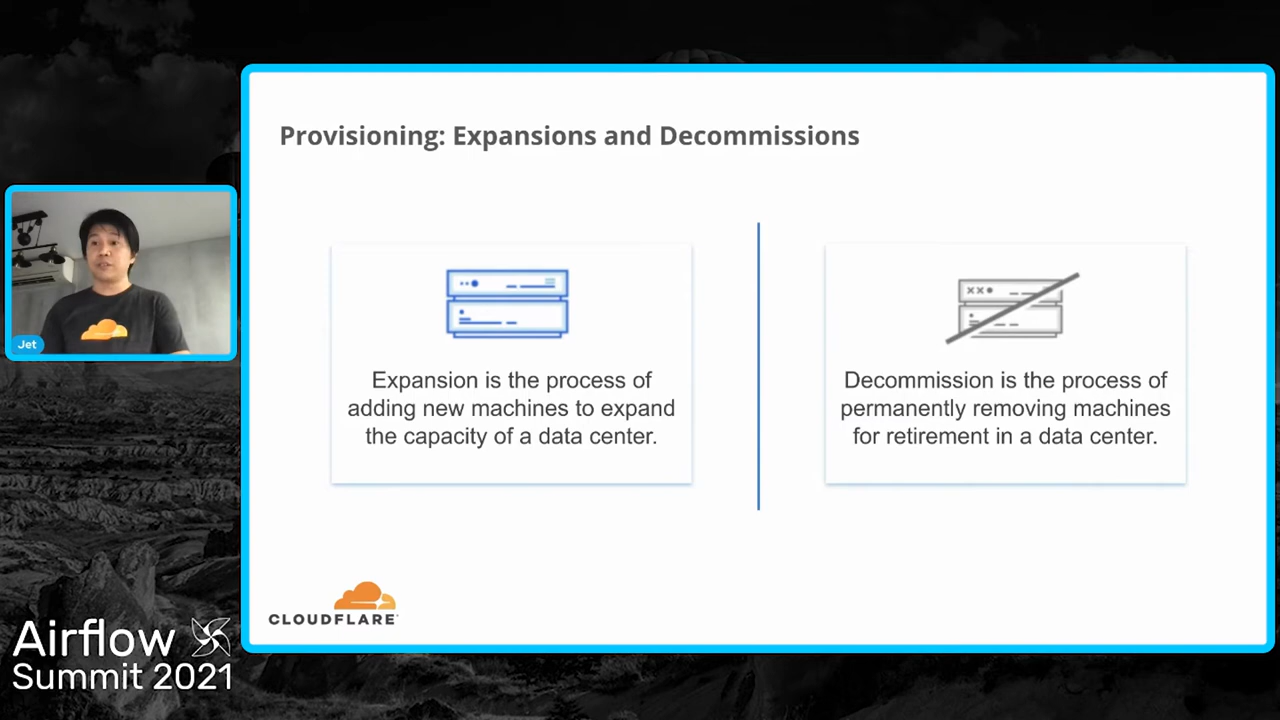 Provisioning: Expansions and Decommissions
Expansion is the process of
adding new machines to expand
the capacity of a data center.
Decommission is the process of
permanently removing machines
for retirement in a data center.
Jet
CLOUDFLARE
Airflow
Summit 2021